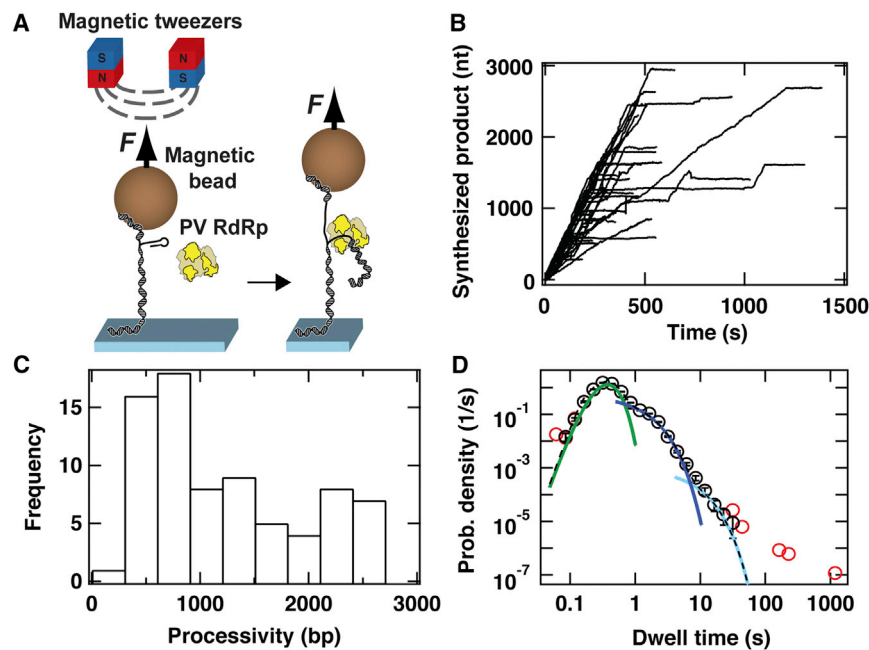 A
Magnetic tweezers
S
N
N
S
F
F
Magnetic
bead
PV RdRp
B
Synthesized product (nt)
3000
2000
1000
0
0
500
1000
1500
Time (s)
C
Frequency
15
10
5
0
0
1000
2000
3000
Processivity (bp)
D
Prob. density (1/s)
10-1
10-3
10-5
10-7
0.1
1
10
100
1000
Dwell time (s)